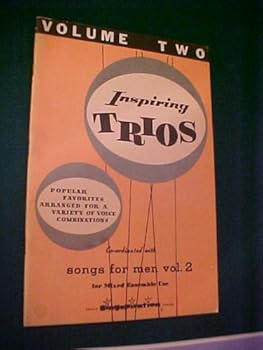 VOLUME TWO
Inspiring
TRIOS
POPULAR
FAVORITES
ARRANGED FOR A
VARIETY OF VOICE
COMBINATIONS
Co-ordinated with
songs for men vol. 2
for Mixed Ensemble Use
Singspiration